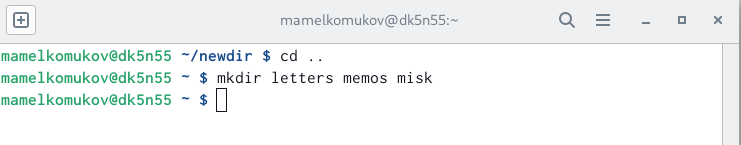 mamelkomukov@dk5n55:~
mamelkomukov@dk5n55 ~/newdir $ cd ..
mamelkomukov@dk5n55 ~ $ mkdir letters memos misk
mamelkomukov@dk5n55 ~ $